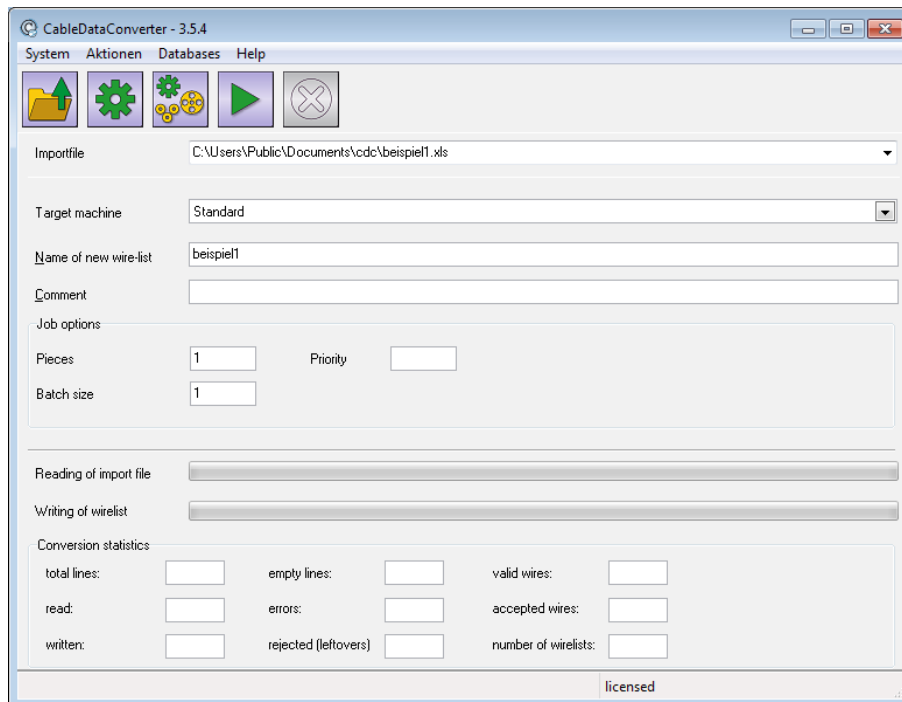 CableDataConverter - 3.5.4
System Aktionen Databases Help
Importfile C:\Users\Public\Documents\cdc\beispiel1.xls
Target machine Standard
Name of new wire-list beispiel1
Comment
Job options
Pieces 1 Priority
Batch size 1
Reading of import file
Writing of wirelist
Conversion statistics
total lines: empty lines: valid wires:
read: errors: accepted wires:
written: rejected (leftovers) number of wirelists:
licensed